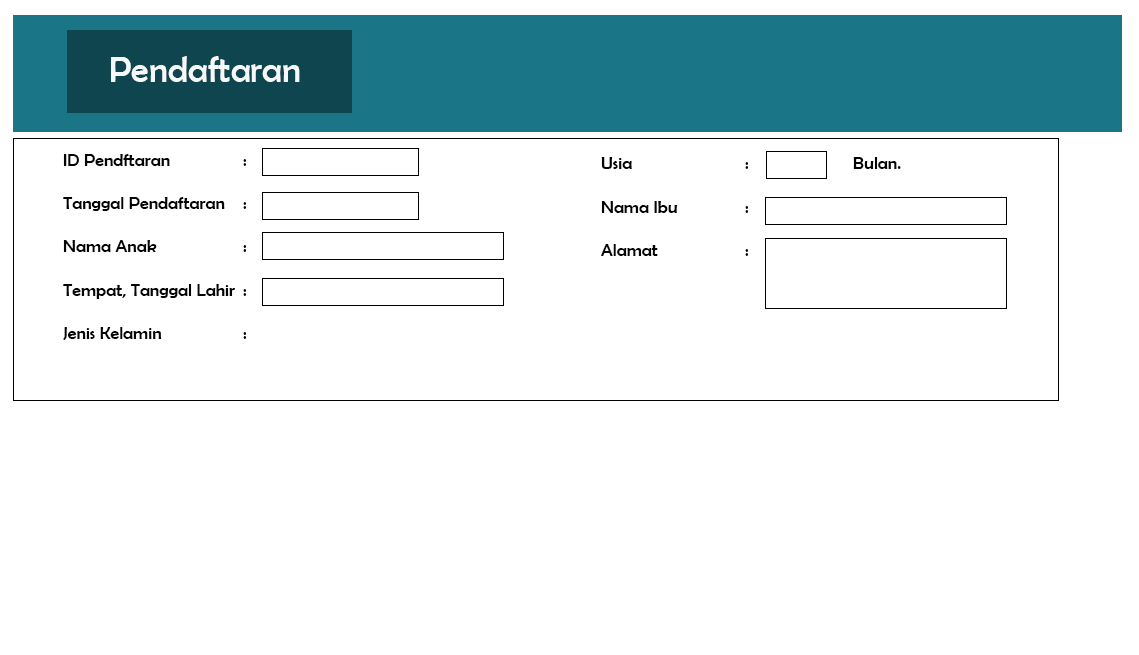 Pendaftaran
ID Pendftaran :
Tanggal Pendaftaran :
Nama Anak :
Tempat, Tanggal Lahir :
Jenis Kelamin :
Usia : Bulan.
Nama Ibu :
Alamat :